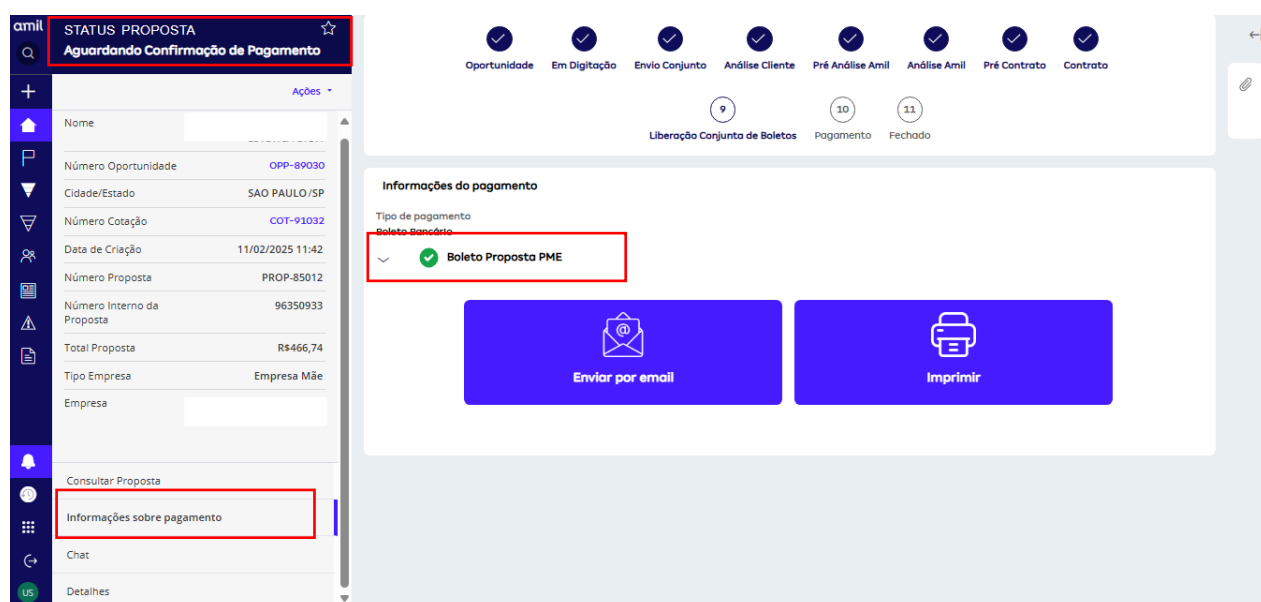 amil
STATUS PROPOSTA
Aguardando Confirmação de Pagamento
Ações
Nome
Número Oportunidade OPP-89030
Cidade/Estado SAO PAULO/SP
Número Cotação COT-91032
Data de Criação 11/02/2025 11:42
Número Proposta PROP-85012
Número Interno da Proposta 96350933
Total Proposta R$466,74
Tipo Empresa Empresa Mãe
Empresa
Consultar Proposta
Informações sobre pagamento
Chat
Detalhes
US
Oportunidade Em Digitação Envio Conjunto Análise Cliente Pré Análise Amil Análise Amil Pré Contrato Contrato
9 10 11
Liberação Conjunta de Boletos Pagamento Fechado
Informações do pagamento
Tipo de pagamento
Boleto Bancário
Boleto Proposta PME
Enviar por email Imprimir